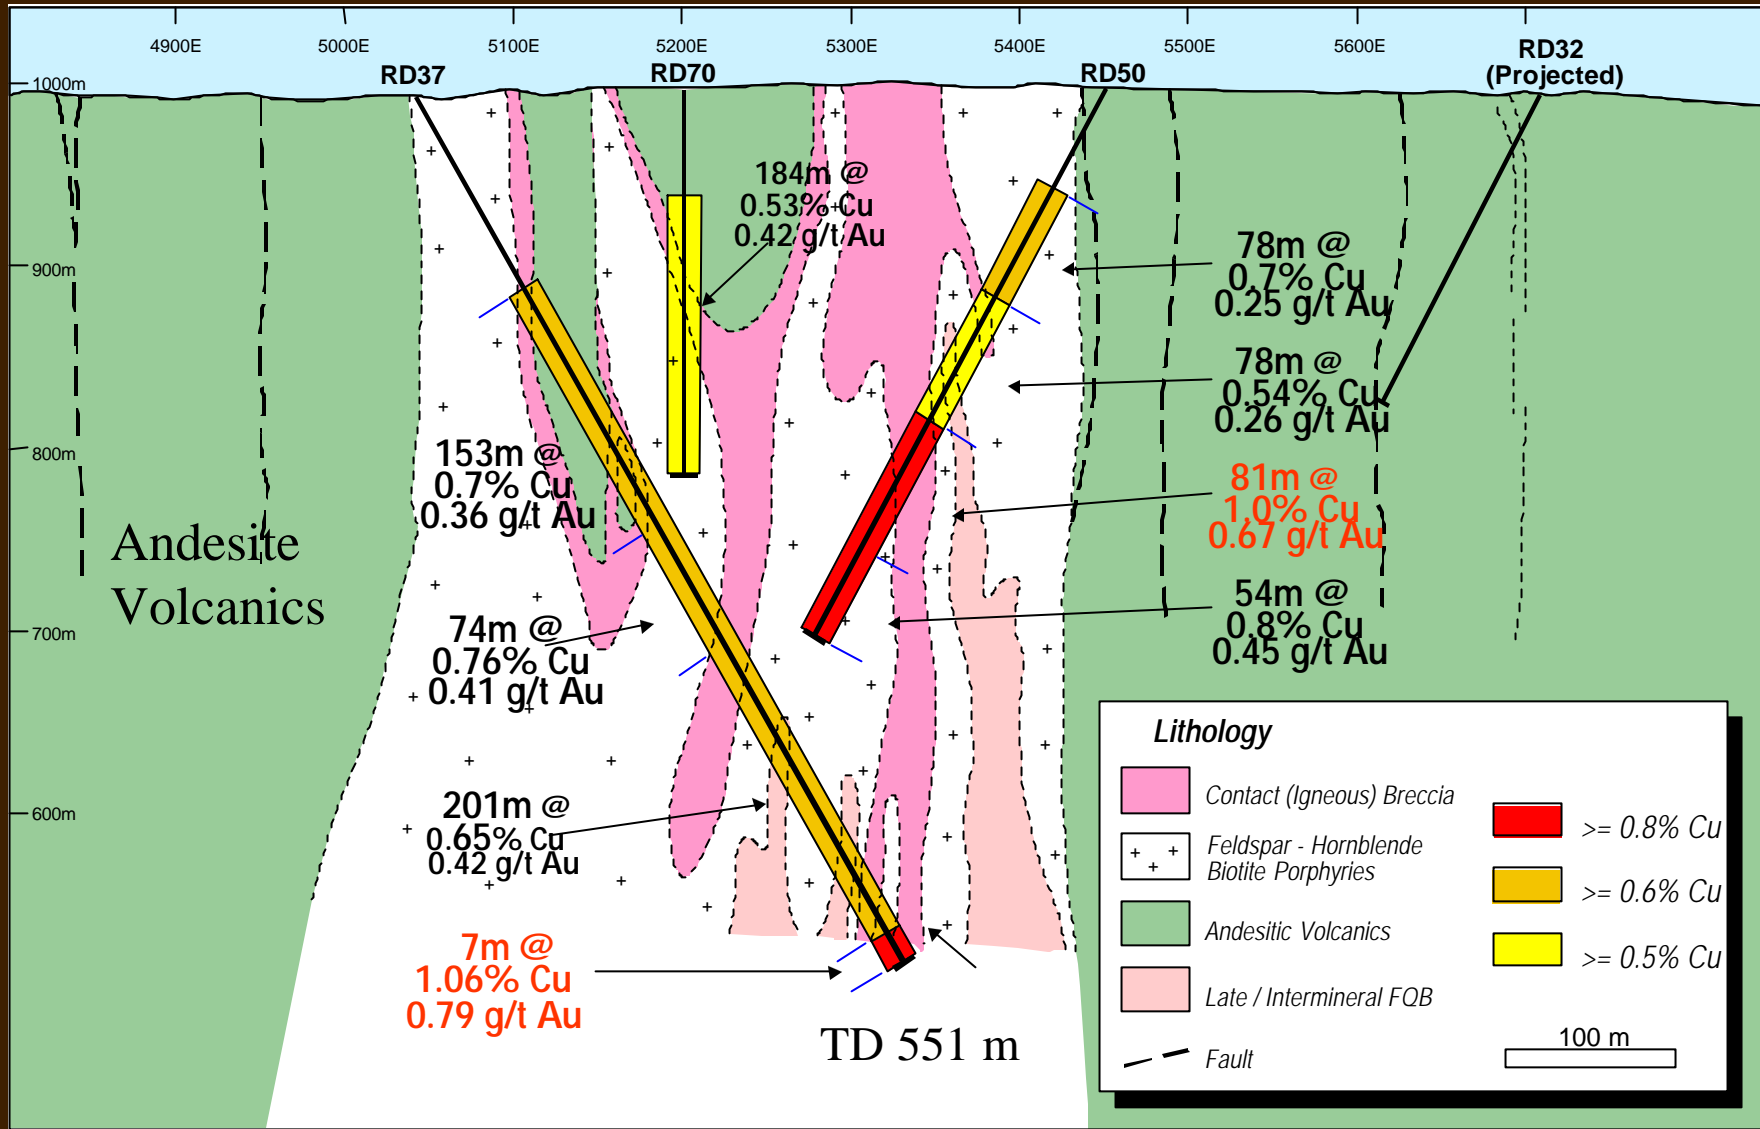 4900E 5000E 5100E 5200E 5300E 5400E 5500E 5600E
RD32
(Projected)
RD37 RD70 RD50
1000m
900m
800m
700m
600m
184m @
0.53% Cu
0.42 g/t Au
78m @
0.7% Cu
0.25 g/t Au
78m @
0.54% Cu
0.26 g/t Au
81m @
1.0% Cu
0.67 g/t Au
54m @
0.8% Cu
0.45 g/t Au
153m @
0.7% Cu
0.36 g/t Au
Andesite
Volcanics
74m @
0.76% Cu
0.41 g/t Au
201m @
0.65% Cu
0.42 g/t Au
7m @
1.06% Cu
0.79 g/t Au
TD 551 m
Lithology
Contact (Igneous) Breccia
Feldspar - Hornblende
Biotite Porphyries
Andesitic Volcanics
Late / Intermineral FQB
Fault
>= 0.8% Cu
>= 0.6% Cu
>= 0.5% Cu
100 m